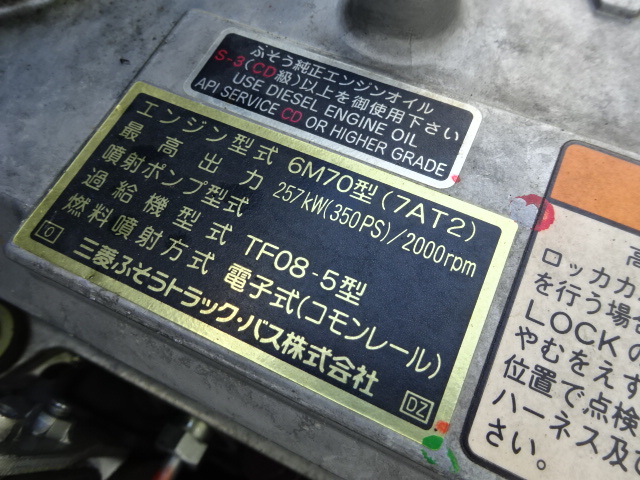 ふそう純正エンジンオイル
S-3(CD級)以上を御使用下さい
USE DIESEL ENGINE OIL
API SERVICE CD OR HIGHER GRADE
エンジン型式 6M70型(7AT2)
最高出力 257kW(350PS)/2000rpm
噴射ポンプ型式
過給機型式 TF08-5型
燃料噴射方式 電子式(コモンレール)
三菱ふそうトラック・バス株式会社
DZ
高
ロッカカ
を行う場
LOCKの
やむをえず
位置で点検
ハーネス及び
さい。